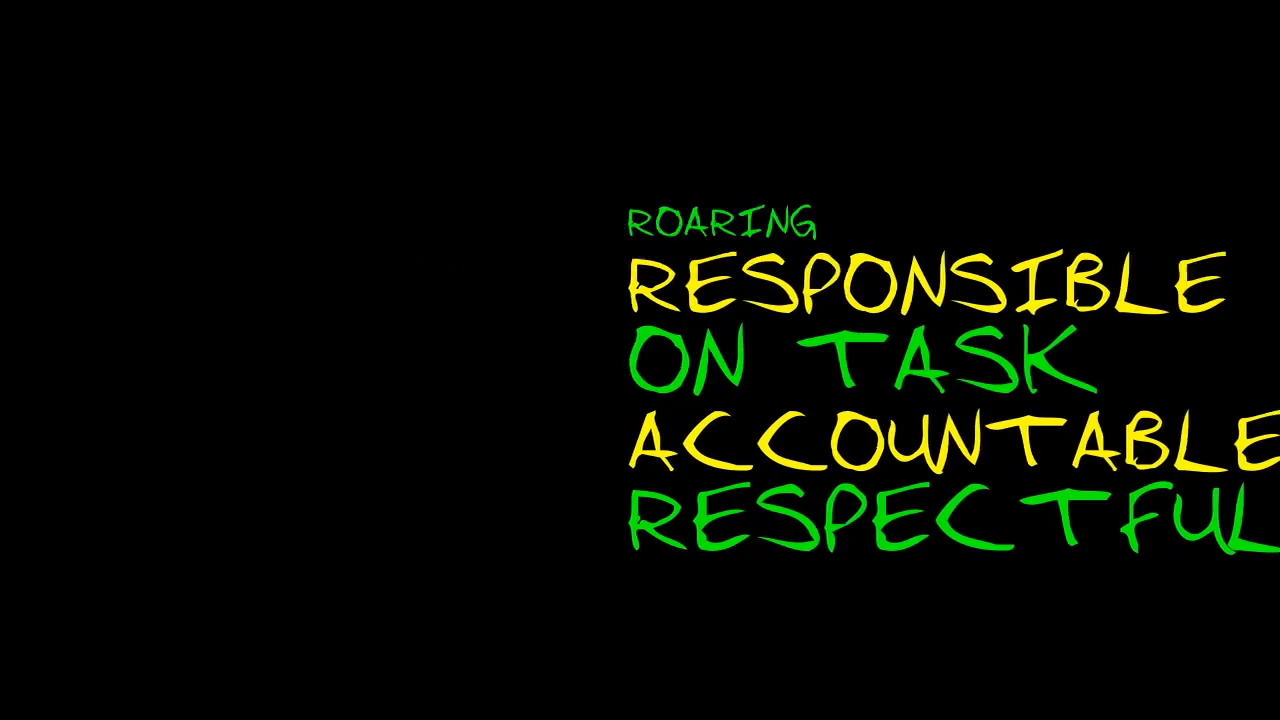 ROARING
RESPONSIBLE
ON TASK
ACCOUNTABLE
RESPECTFUL